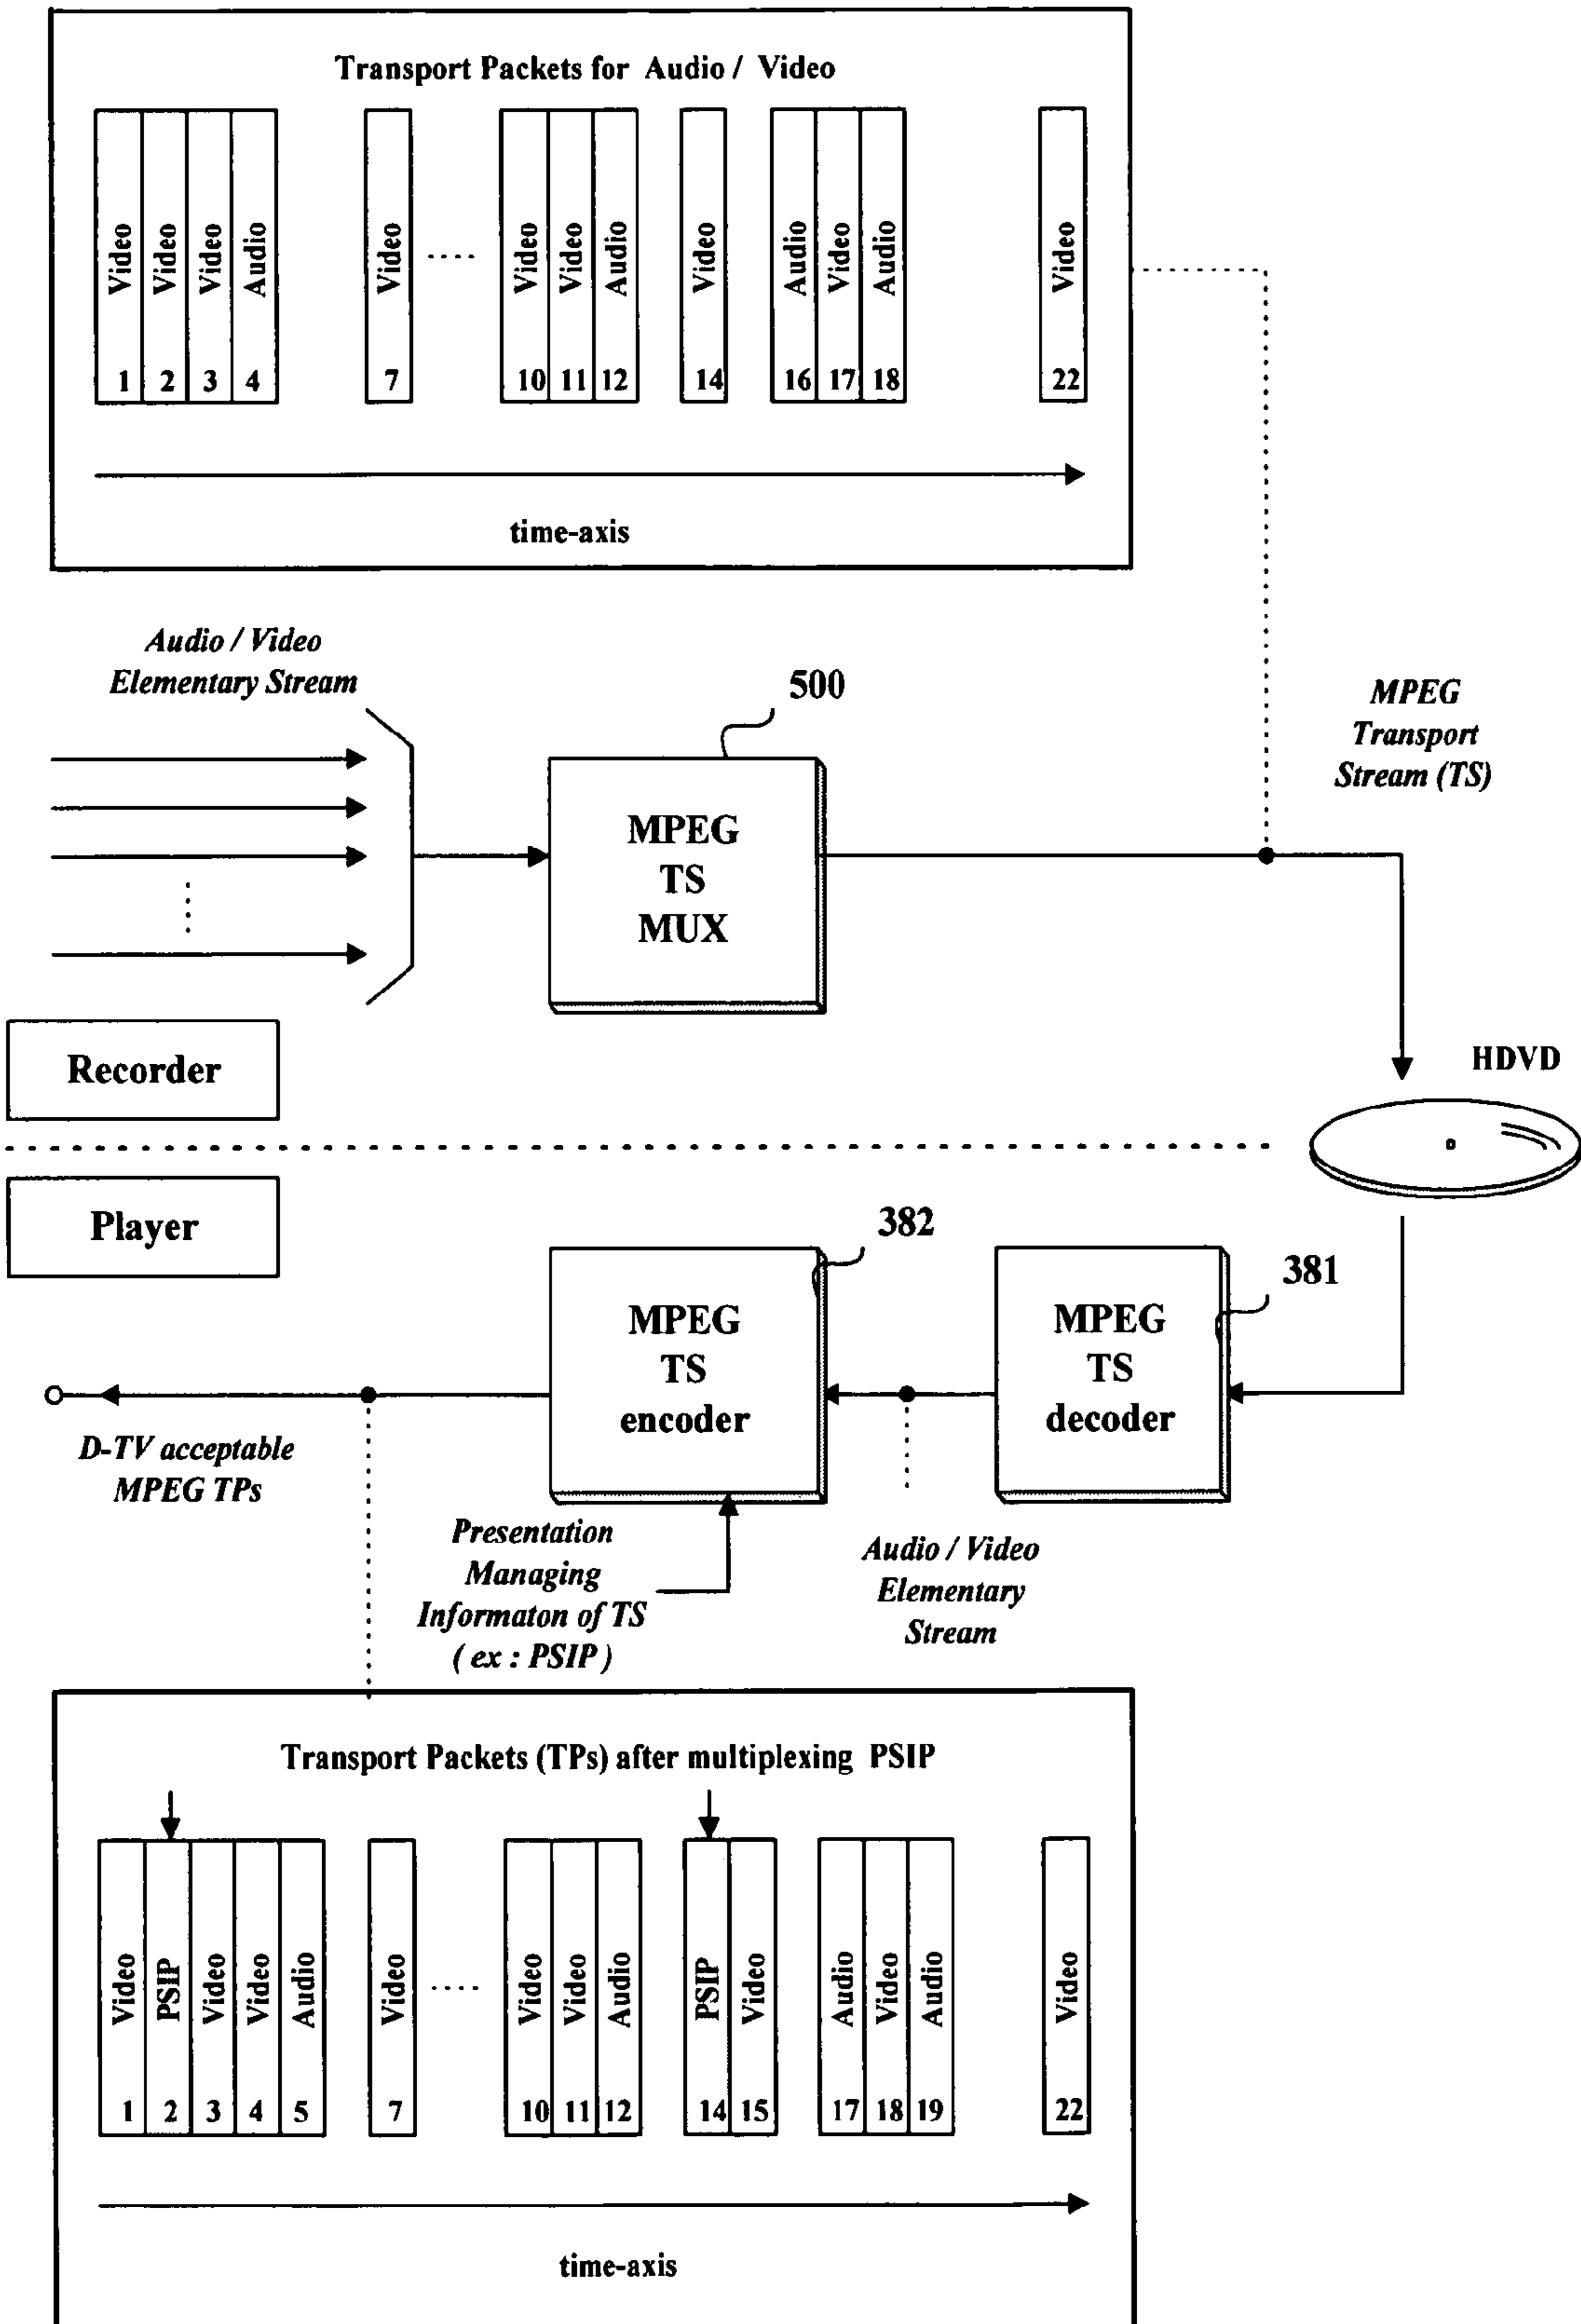 Transport Packets for Audio / Video
Video Video Video Audio Video Video Video Audio Video Audio Video Audio Video
1 2 3 4 7 10 11 12 14 16 17 18 22
time-axis
Audio / Video
Elementary Stream
500
MPEG
Transport
Stream (TS)
MPEG
TS
MUX
Recorder
HDVD
Player
382
381
MPEG
TS
encoder
MPEG
TS
decoder
D-TV acceptable
MPEG TPs
Presentation
Managing
Informaton of TS
( ex : PSIP )
Audio / Video
Elementary
Stream
Transport Packets (TPs) after multiplexing PSIP
Video PSIP Video Video Audio Video Video Video Audio PSIP Video Audio Video Audio Video
1 2 3 4 5 7 10 11 12 14 15 17 18 19 22
time-axis